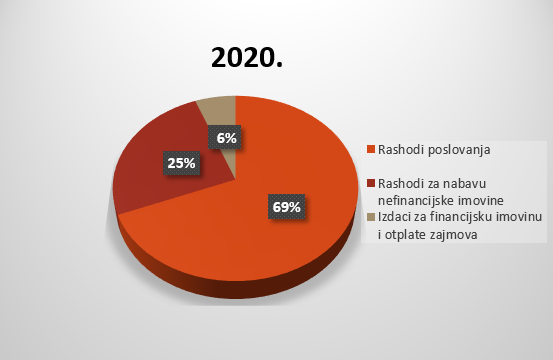 2020.
6%
25%
69%
Rashodi poslovanja
Rashodi za nabavu
nefinancijske imovine
Izdaci za financijsku imovinu
i otplate zajmova